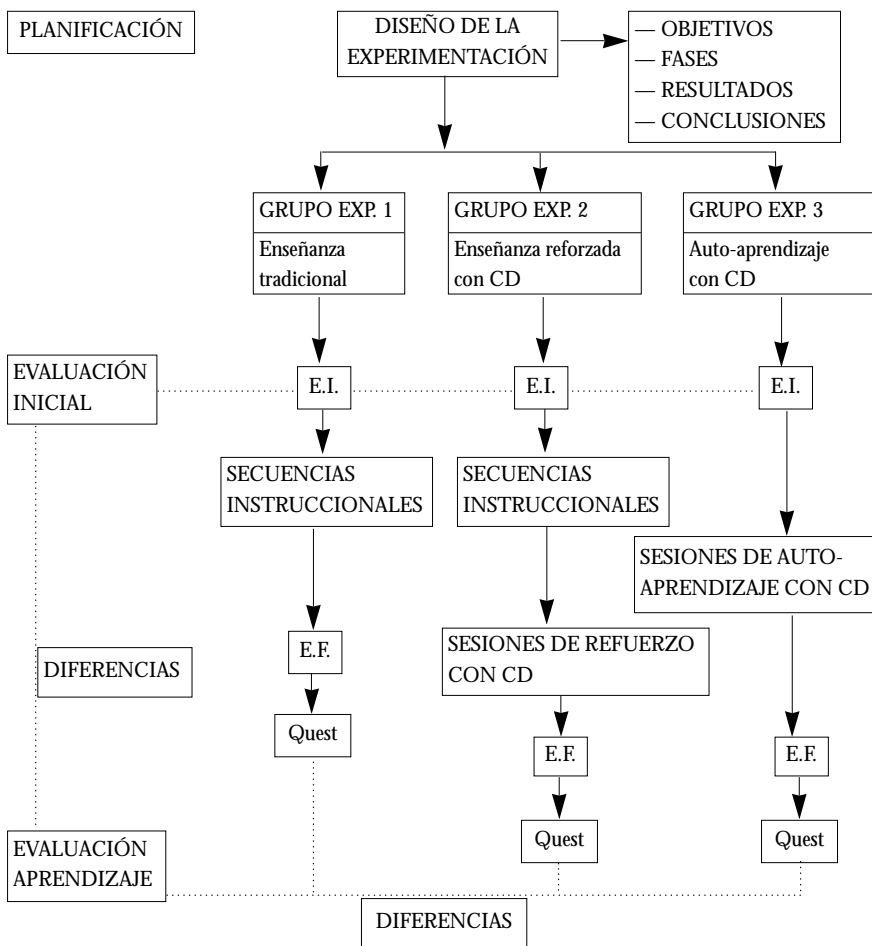 PLANIFICACIÓN
DISEÑO DE LA
EXPERIMENTACIÓN
— OBJETIVOS
— FASES
— RESULTADOS
— CONCLUSIONES
GRUPO EXP. 1
Enseñanza
tradicional
GRUPO EXP. 2
Enseñanza reforzada
con CD
GRUPO EXP. 3
Auto-aprendizaje
con CD
EVALUACIÓN
INICIAL
E.I.
E.I.
E.I.
SECUENCIAS
INSTRUCCIONALES
SECUENCIAS
INSTRUCCIONALES
SESIONES DE AUTO-
APRENDIZAJE CON CD
DIFERENCIAS
E.F.
SESIONES DE REFUERZO
CON CD
Quest
E.F.
E.F.
Quest
Quest
EVALUACIÓN
APRENDIZAJE
DIFERENCIAS